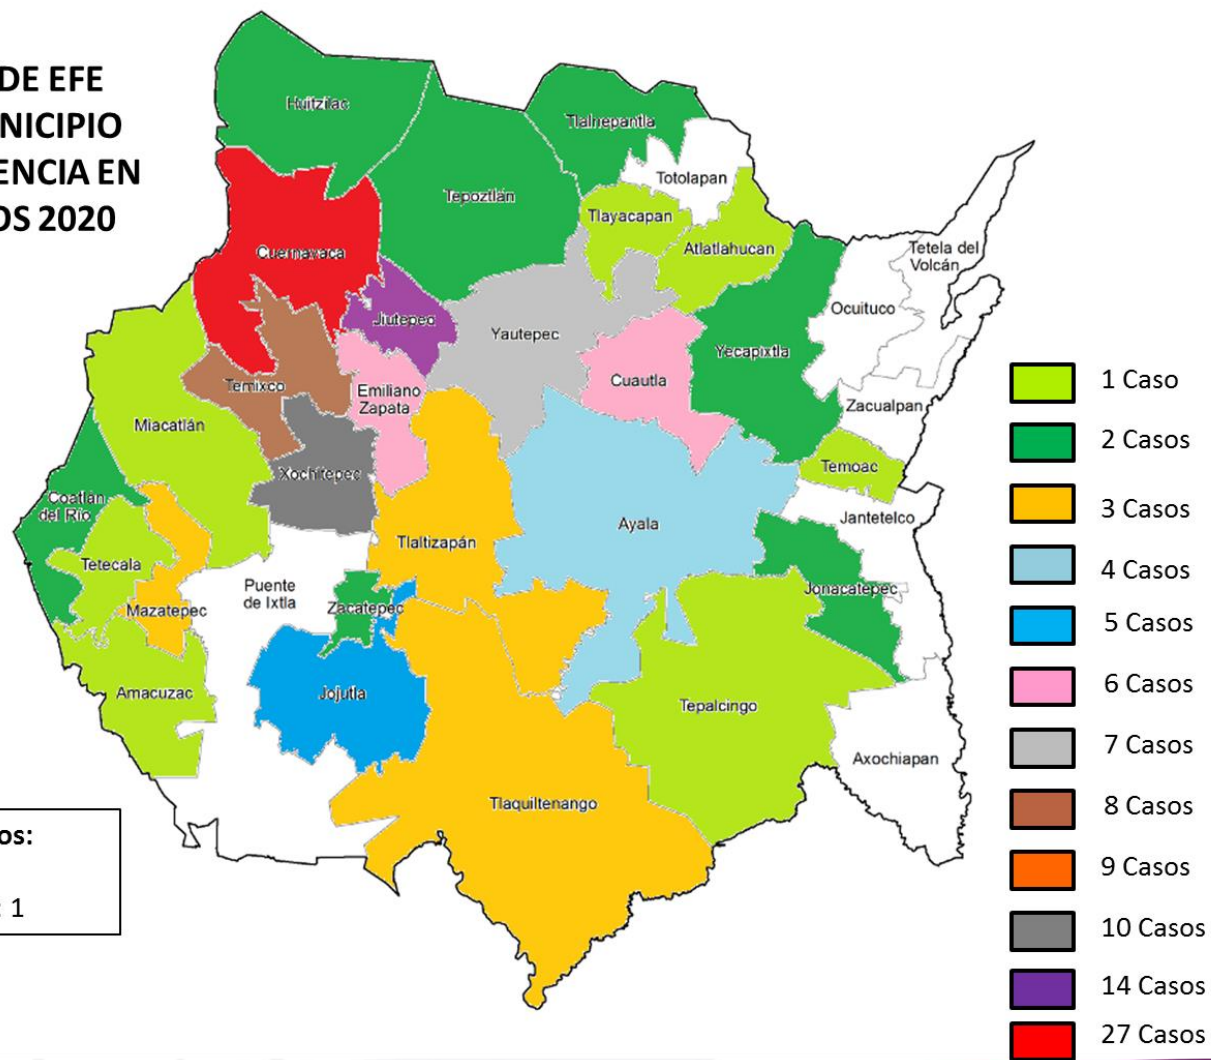 DE EFE
NICIPIO
ENCIA EN
OS 2020
Huitzilac
Tlalnepantla
Totolapan
Tepoztlán
Tlayacapan
Atlatlahucan
Tetela del
Volcán
Cuernavaca
Ocuituco
Jiutepec
Yautepec
Yecapixtla
Temixco
Emiliano
Zapata
Cuautla
Zacualpan
Miacatlán
Temoac
Xochitepec
Coatlán
del Río
Ayala
Jantetelco
Tlaltizapán
Tetecala
Puente
de Ixtla
Jonacatepec
Mazatepec
Zacatepec
Amacuzac
Jojutla
Tepalcingo
Axochiapan
Tlaquiltenango
os:
: 1
1 Caso
2 Casos
3 Casos
4 Casos
5 Casos
6 Casos
7 Casos
8 Casos
9 Casos
10 Casos
14 Casos
27 Casos